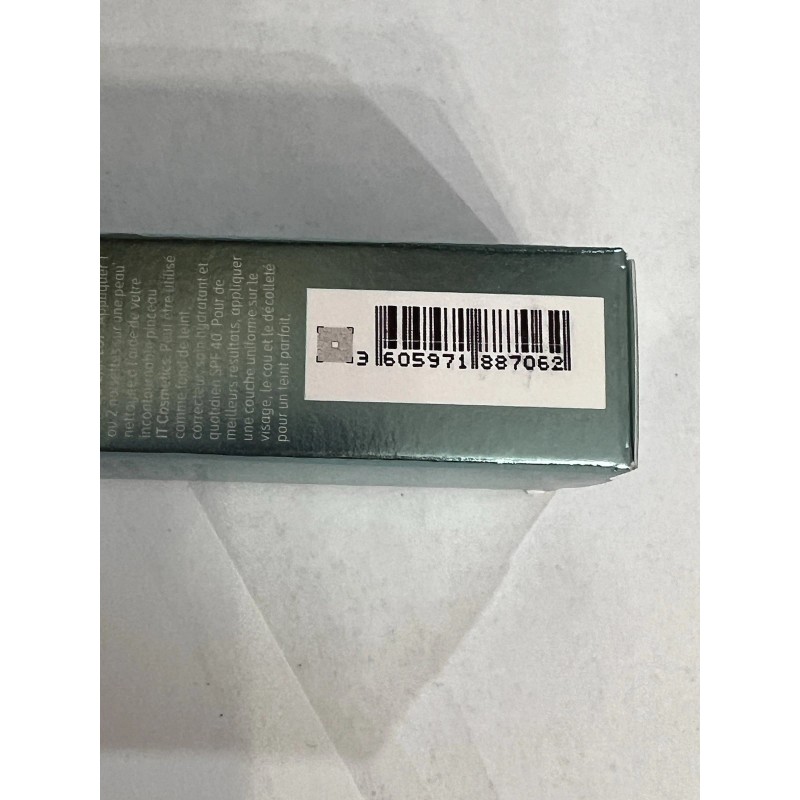 ou 2 noisettes sur une peau
nettoyée à l'aide de votre
incontournable pinceau
IT Cosmetics. Peut être utilisé
comme fond de teint,
correcteur, soin hydratant et
quotidien SPF 40. Pour de
meilleurs résultats, appliquer
une couche uniforme sur le
visage, le cou et le décolleté
pour un teint parfait.
3 605971 887062